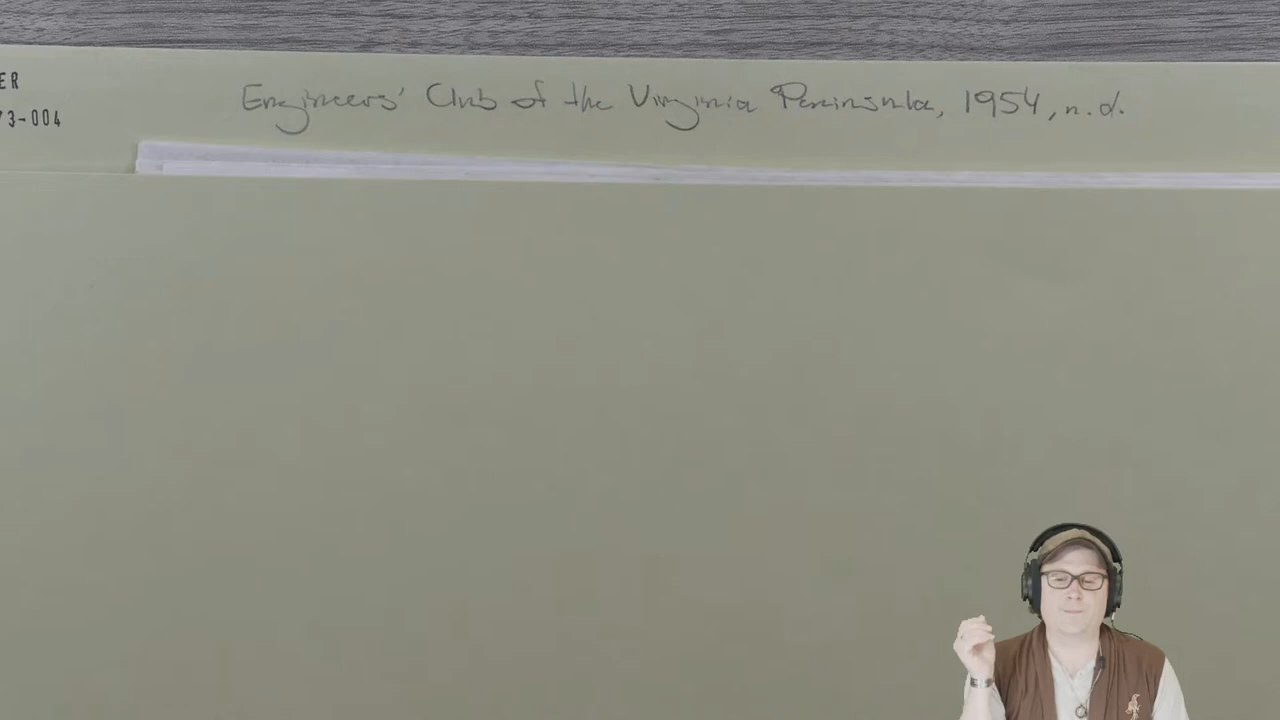 ER
73-004
Engineers' Club of the Virginia Peninsula, 1954, n.d.